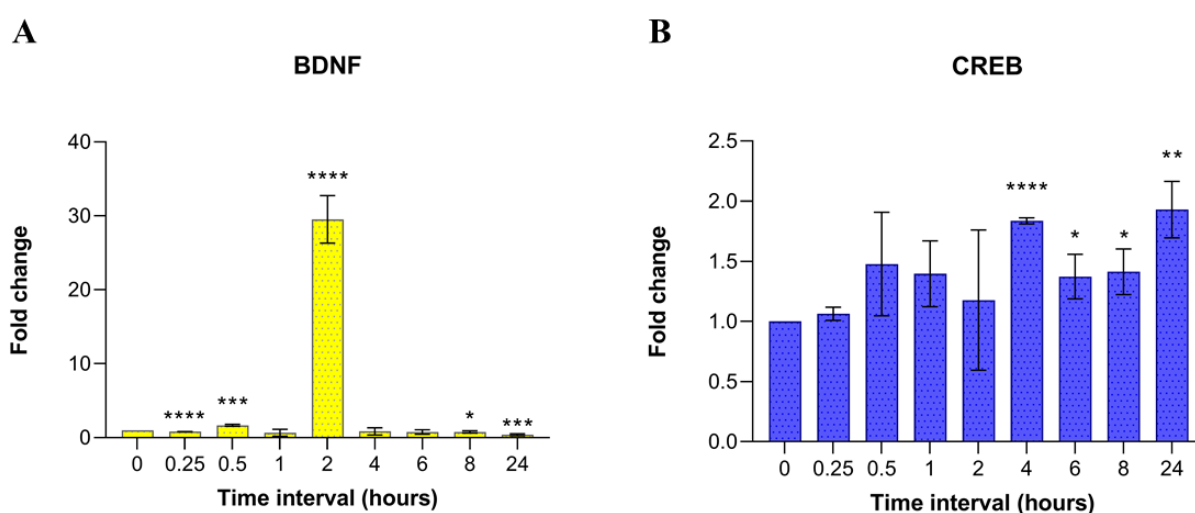 A
BDNF
Fold change
40
30
20
10
0
****
***
****
*
***
0 0.25 0.5 1 2 4 6 8 24
Time interval (hours)
B
CREB
Fold change
2.5
2.0
1.5
1.0
0.5
0.0
****
*
*
**
0 0.25 0.5 1 2 4 6 8 24
Time interval (hours)